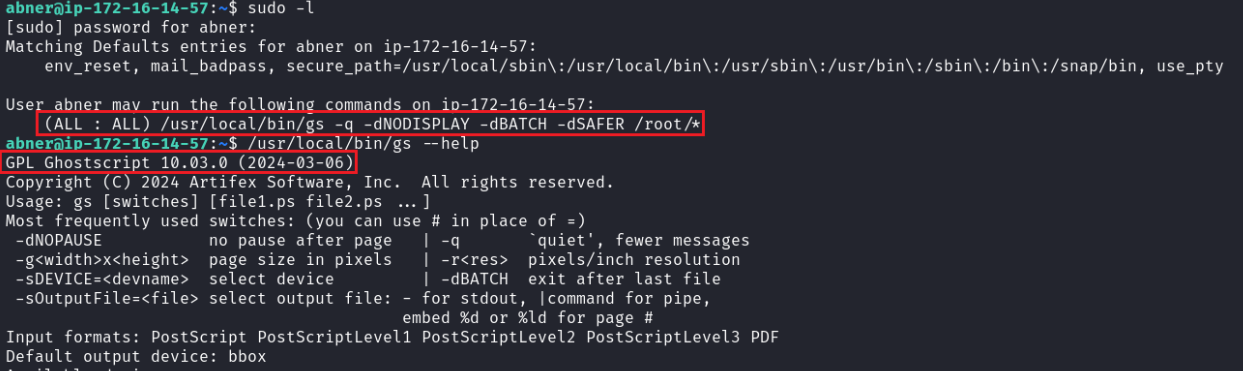 abner@ip-172-16-14-57:~$ sudo -l
[sudo] password for abner:
Matching Defaults entries for abner on ip-172-16-14-57:
    env_reset, mail_badpass, secure_path=/usr/local/sbin\:/usr/local/bin\:/usr/sbin\:/usr/bin\:/sbin\:/bin\:/snap/bin, use_pty
User abner may run the following commands on ip-172-16-14-57:
    (ALL : ALL) /usr/local/bin/gs -q -dNODISPLAY -dBATCH -dSAFER /root/*
abner@ip-172-16-14-57:~$ /usr/local/bin/gs --help
GPL Ghostscript 10.03.0 (2024-03-06)
Copyright (C) 2024 Artifex Software, Inc.  All rights reserved.
Usage: gs [switches] [file1.ps file2.ps ...]
Most frequently used switches: (you can use # in place of =)
 -dNOPAUSE           no pause after page   | -q       `quiet', fewer messages
 -g<width>x<height>  page size in pixels   | -r<res>  pixels/inch resolution
 -sDEVICE=<devname>  select device         | -dBATCH  exit after last file
 -sOutputFile=<file> select output file: - for stdout, |command for pipe,
                                         embed %d or %ld for page #
Input formats: PostScript PostScriptLevel1 PostScriptLevel2 PostScriptLevel3 PDF
Default output device: bbox